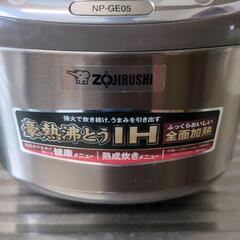 NP-GE05
ZOJIRUSHI
強火で炊き続け、うまみを引き出す
豪熱沸とうIH
ふっくらおいしい
全面加熱
健康メニュー
熟成炊きメニュー